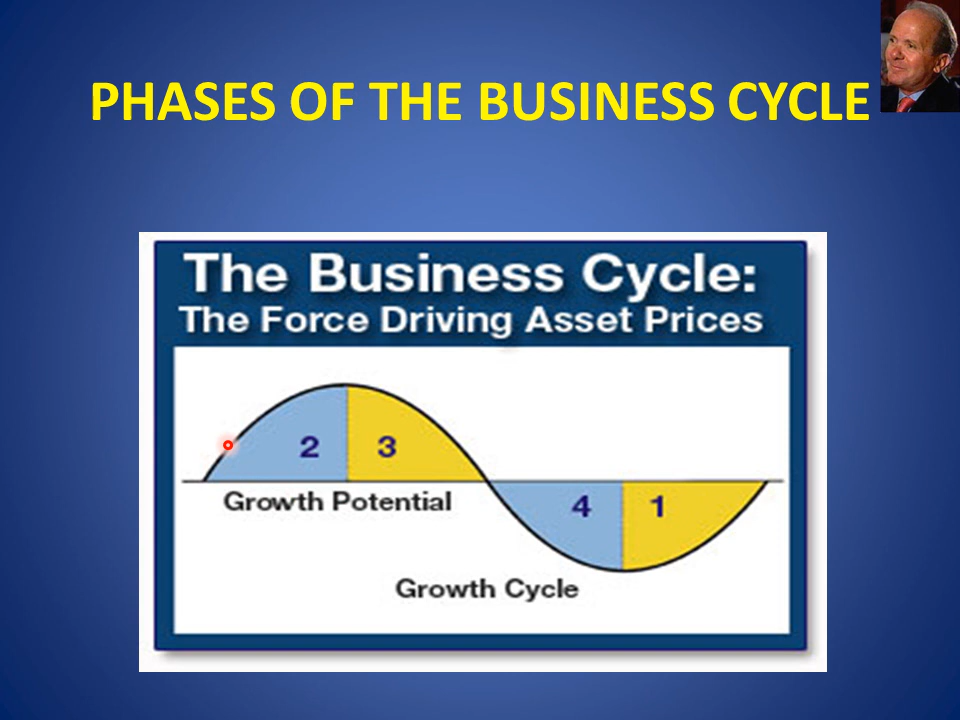 PHASES OF THE BUSINESS CYCLE
The Business Cycle:
The Force Driving Asset Prices
2 3
Growth Potential
4 1
Growth Cycle